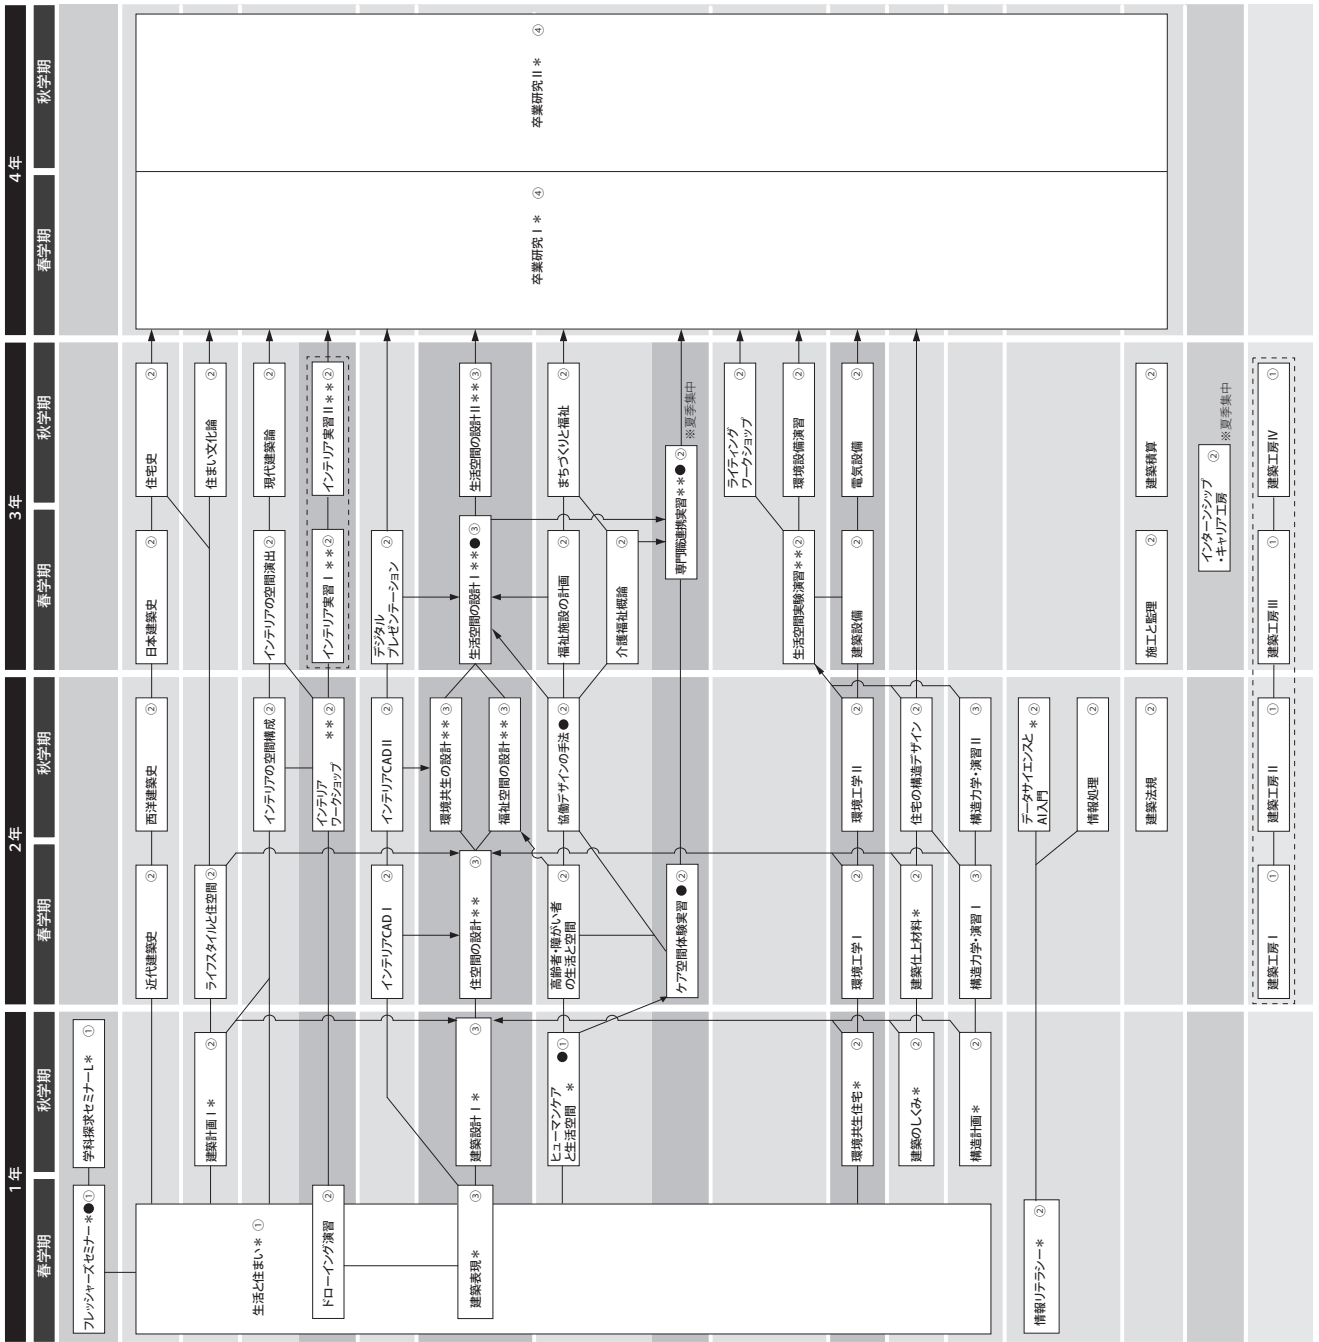 1年
春学期
秋学期
2年
春学期
秋学期
3年
春学期
秋学期
4年
春学期
秋学期
フレッシャーズセミナー＊●①
学科探求セミナーL＊ ①
生活と住まい＊ ①
近代建築史 ②
西洋建築史 ②
日本建築史 ②
住宅史 ②
建築計画Ⅰ＊ ②
ライフスタイルと住空間 ②
住まい文化論 ②
インテリアの空間構成 ②
インテリアの空間演出 ②
現代建築論 ②
ドローイング演習 ②
インテリア
ワークショップ ＊＊②
インテリア実習Ⅰ＊＊②
インテリア実習Ⅱ＊＊②
インテリアCADⅠ ②
インテリアCADⅡ ②
デジタル
プレゼンテーション ②
建築表現＊ ③
建築設計Ⅰ＊ ③
住空間の設計＊＊ ③
環境共生の設計＊＊ ③
福祉空間の設計＊＊ ③
生活空間の設計Ⅰ＊＊●③
生活空間の設計Ⅱ＊＊③
ヒューマンケア
と生活空間 ＊ ●①
高齢者・障がい者
の生活と空間 ②
協働デザインの手法●②
福祉施設の計画 ②
まちづくりと福祉 ②
介護福祉概論 ②
ケア空間体験実習●②
専門職連携実習＊＊●②
※夏季集中
ライティング
ワークショップ ②
生活空間実験演習＊＊②
環境設備演習 ②
環境共生住宅＊ ②
環境工学Ⅰ ②
環境工学Ⅱ ②
建築設備 ②
電気設備 ②
建築のしくみ＊ ②
建築仕上材料＊ ②
住宅の構造デザイン ②
構造計画＊ ②
構造力学・演習Ⅰ ③
構造力学・演習Ⅱ ③
情報リテラシー＊ ②
データサイエンスと
AI入門 ＊②
情報処理 ②
建築法規 ②
施工と監理 ②
建築積算 ②
インターンシップ
・キャリア工房 ②
※夏季集中
建築工房Ⅰ ①
建築工房Ⅱ ①
建築工房Ⅲ ①
建築工房Ⅳ ①
卒業研究Ⅰ＊ ④
卒業研究Ⅱ＊ ④